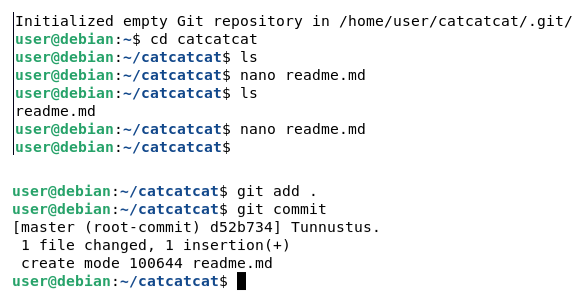 Initialized empty Git repository in /home/user/catcatcat/.git/
user@debian:~$ cd catcatcat
user@debian:~/catcatcat$ ls
user@debian:~/catcatcat$ nano readme.md
user@debian:~/catcatcat$ ls
readme.md
user@debian:~/catcatcat$ nano readme.md
user@debian:~/catcatcat$
user@debian:~/catcatcat$ git add .
user@debian:~/catcatcat$ git commit
[master (root-commit) d52b734] Tunnustus.
 1 file changed, 1 insertion(+)
 create mode 100644 readme.md
user@debian:~/catcatcat$